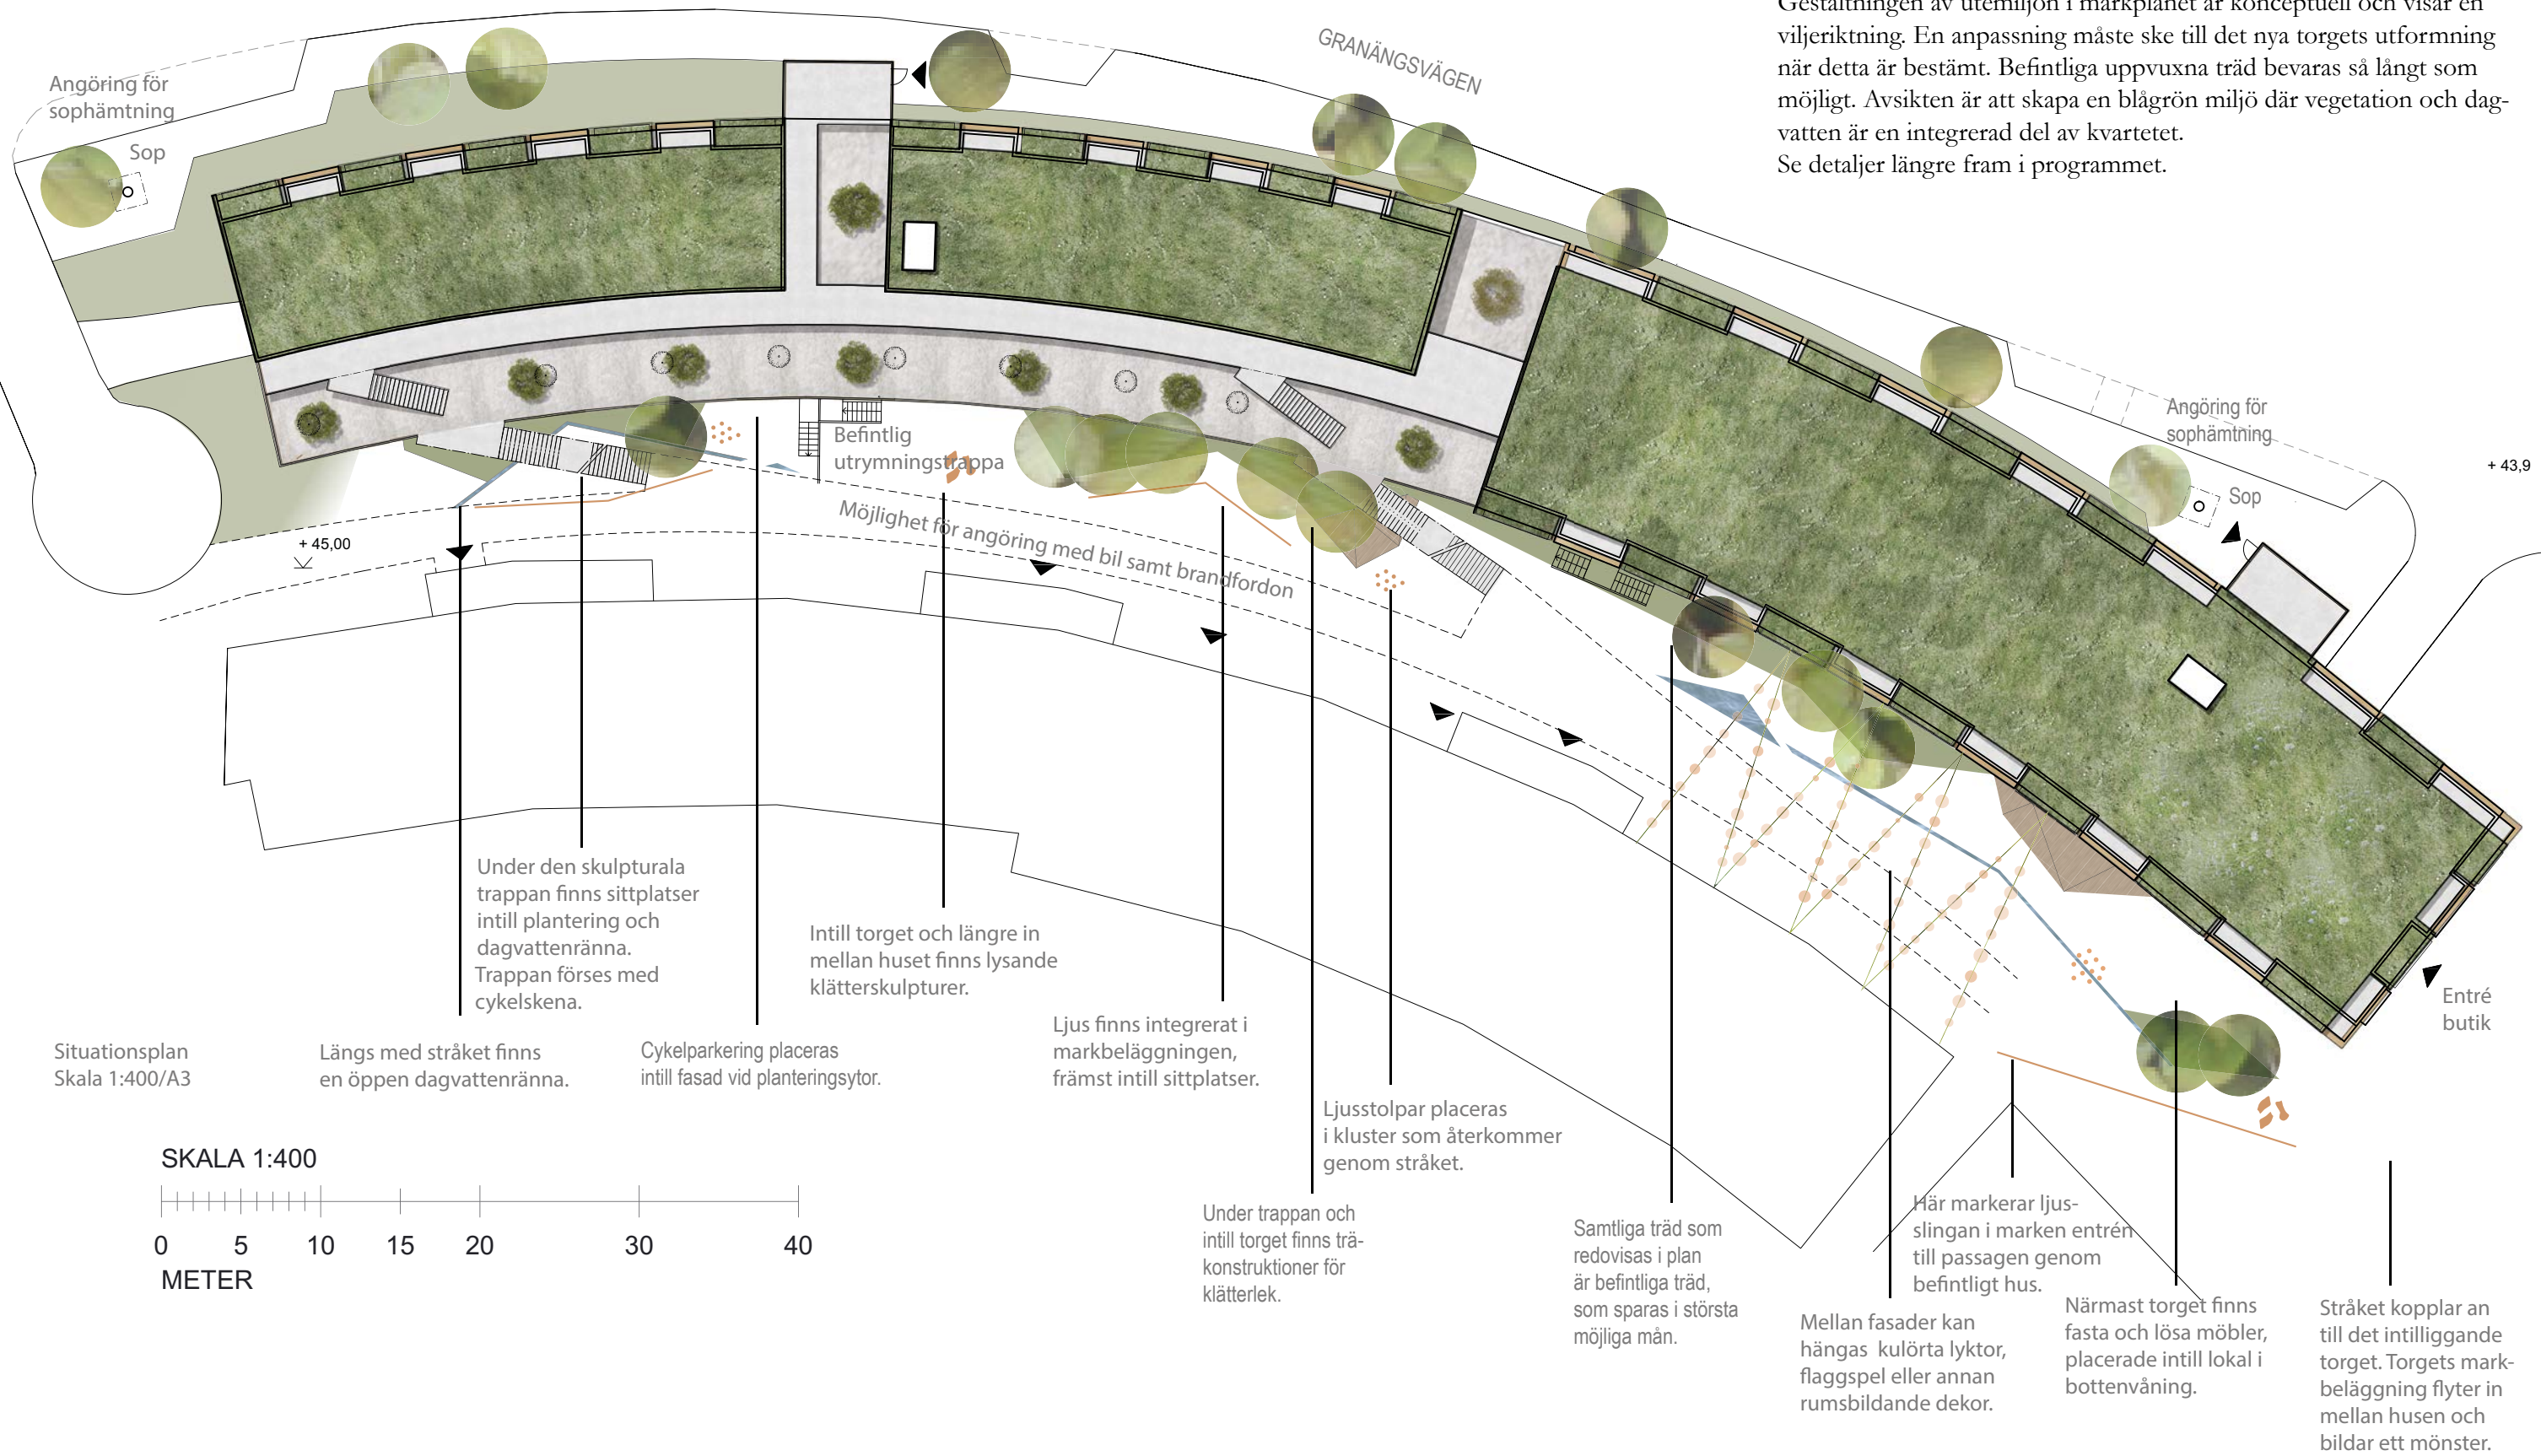 Gestaltningen av utemiljön i markplanet är konceptuell och visar en
viljeriktning. En anpassning måste ske till det nya torgets utformning
när detta är bestämt. Befintliga uppvuxna träd bevaras så långt som
möjligt. Avsikten är att skapa en blågrön miljö där vegetation och dag-
vatten är en integrerad del av kvartetet.
Se detaljer längre fram i programmet.
GRANÄNGSVÄGEN
Angöring för
sophämtning
Sop
Angöring för
sophämtning
Sop
+ 43,9
Befintlig
utrymningstrappa
Möjlighet för angöring med bil samt brandfordon
+ 45,00
Entré
butik
Under den skulpturala
trappan finns sittplatser
intill plantering och
dagvattenränna.
Trappan förses med
cykelskena.
Intill torget och längre in
mellan huset finns lysande
klätterskulpturer.
Situationsplan
Skala 1:400/A3
Längs med stråket finns
en öppen dagvattenränna.
Cykelparkering placeras
intill fasad vid planteringsytor.
Ljus finns integrerat i
markbeläggningen,
främst intill sittplatser.
Ljusstolpar placeras
i kluster som återkommer
genom stråket.
Under trappan och
intill torget finns trä-
konstruktioner för
klätterlek.
Samtliga träd som
redovisas i plan
är befintliga träd,
som sparas i största
möjliga mån.
Här markerar ljus-
slingan i marken entrén
till passagen genom
befintligt hus.
Mellan fasader kan
hängas kulörta lyktor,
flaggspel eller annan
rumsbildande dekor.
Närmast torget finns
fasta och lösa möbler,
placerade intill lokal i
bottenvåning.
Stråket kopplar an
till det intilliggande
torget. Torgets mark-
beläggning flyter in
mellan husen och
bildar ett mönster.
SKALA 1:400
0 5 10 15 20 30 40
METER